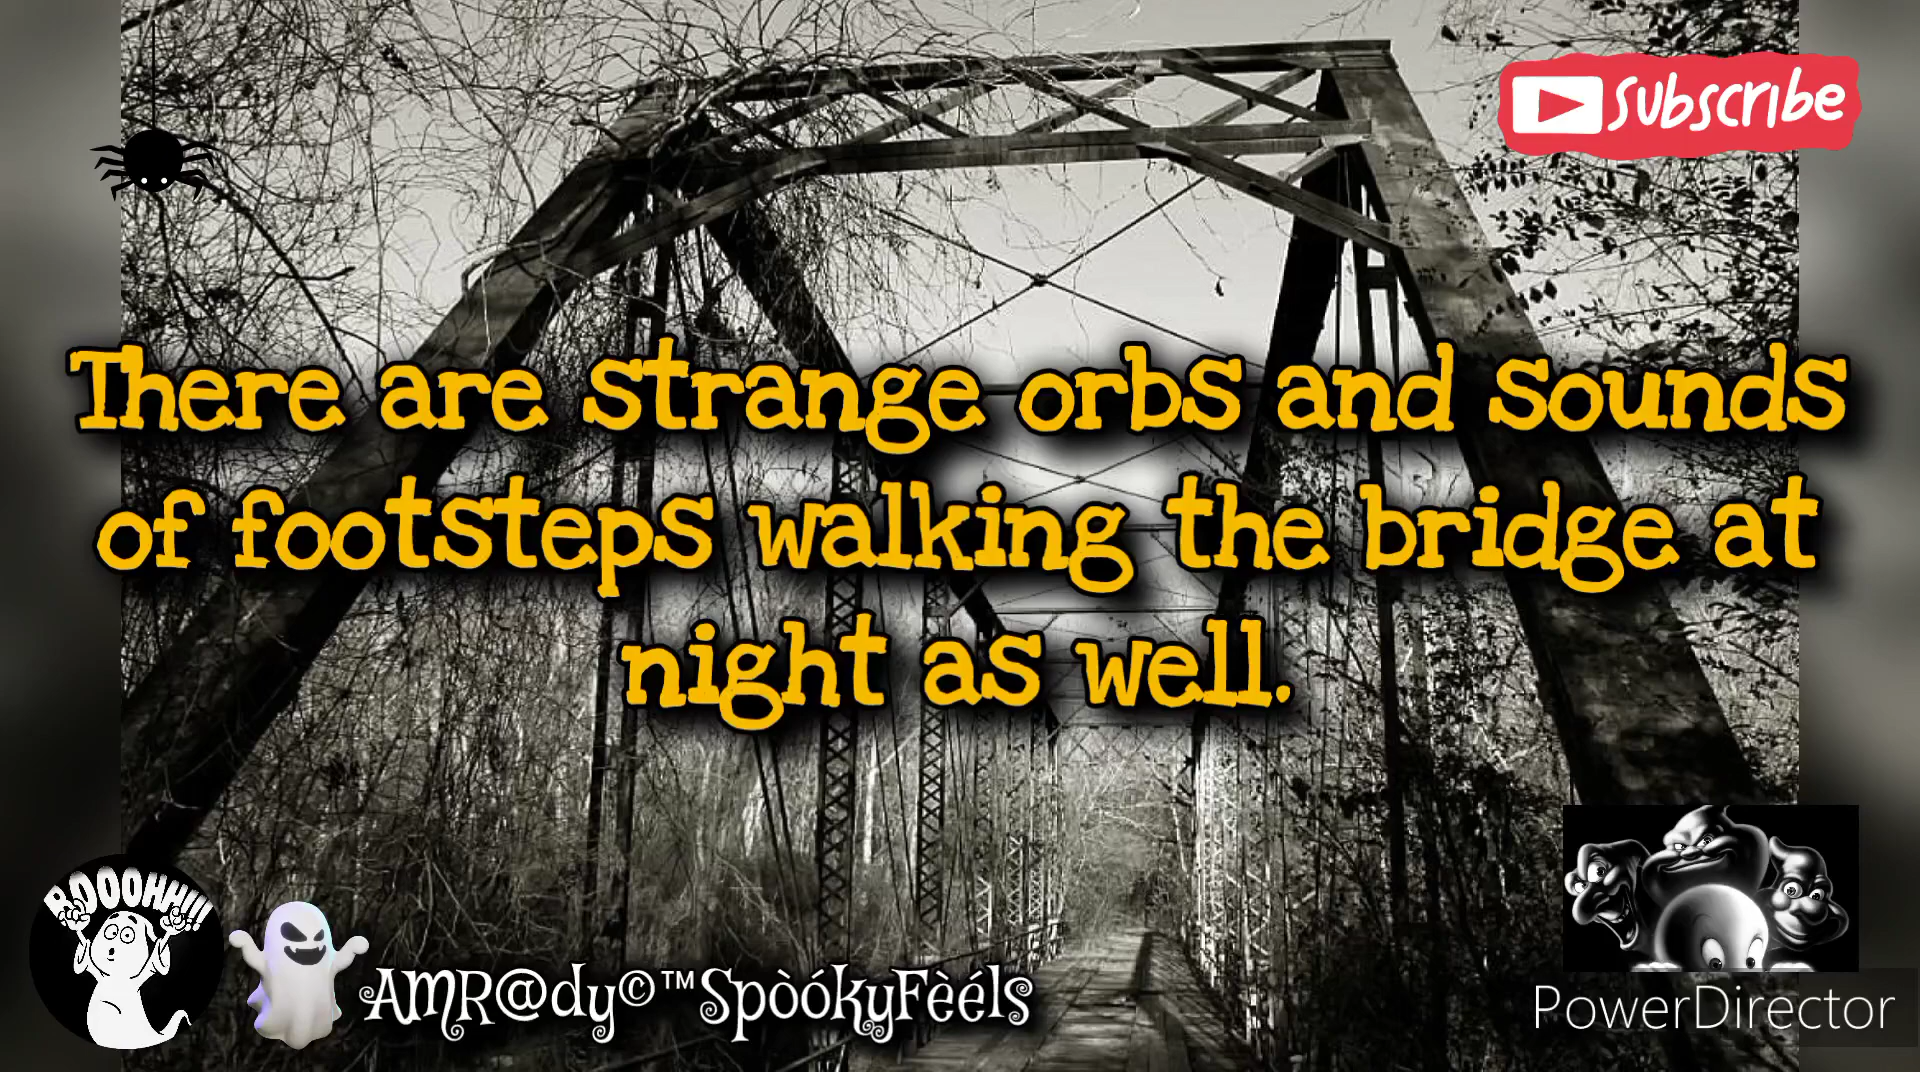 Subscribe
There are strange orbs and sounds
of footsteps walking the bridge at
night as well.
BOOOHH!!!
AMR@dy©™SpòókyFèéls
PowerDirector